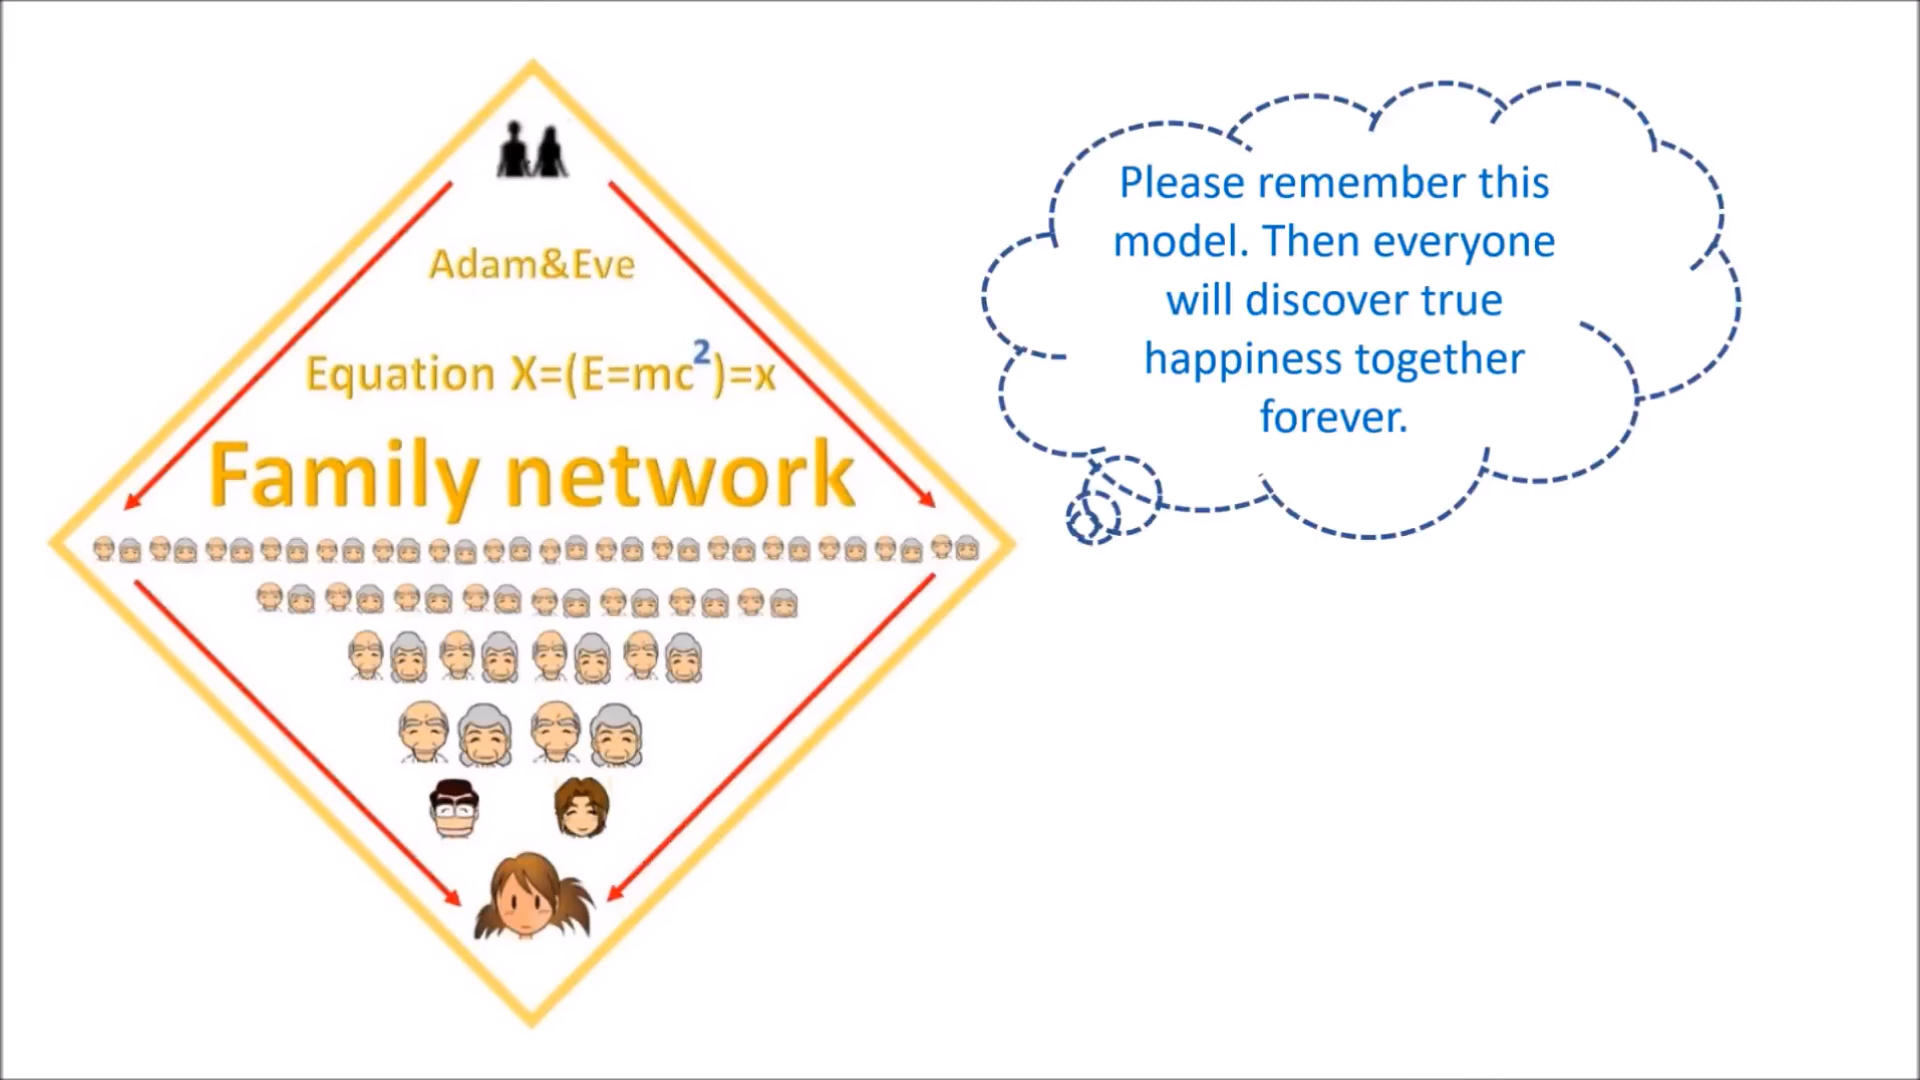 Adam&Eve
Equation X=(E=mc²)=x
Family network
Please remember this
model. Then everyone
will discover true
happiness together
forever.